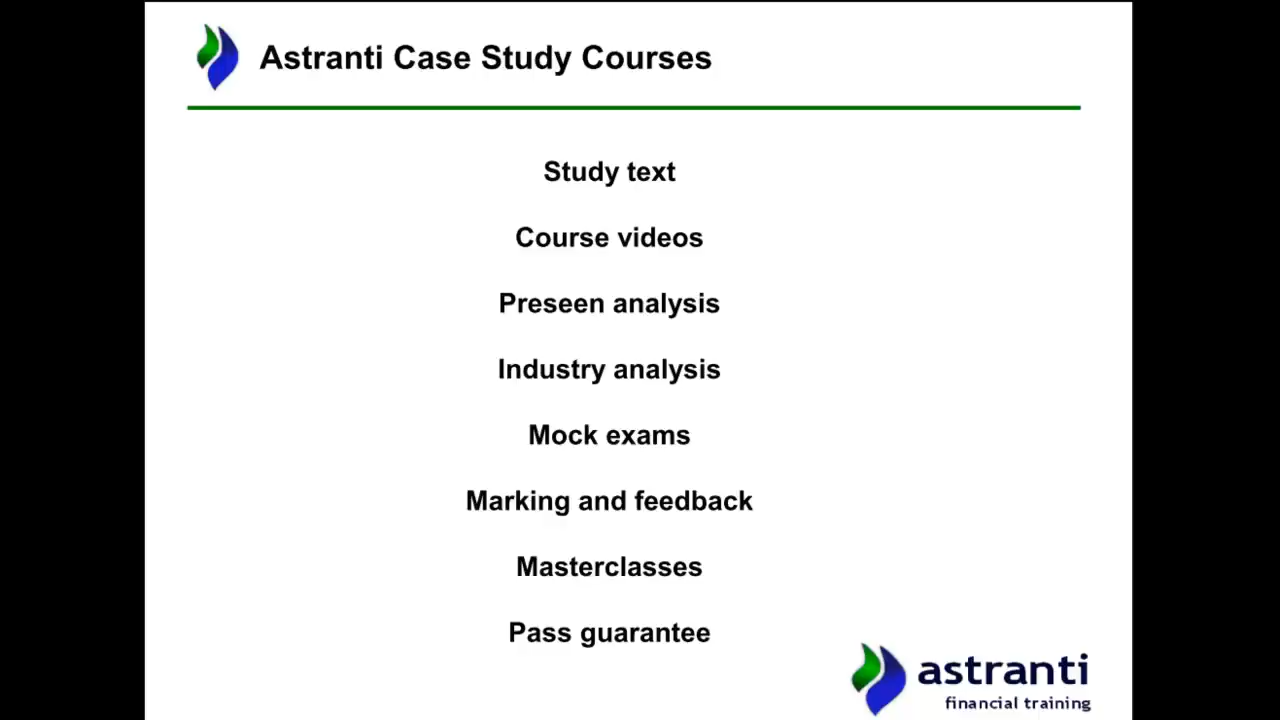 Astranti Case Study Courses
Study text
Course videos
Preseen analysis
Industry analysis
Mock exams
Marking and feedback
Masterclasses
Pass guarantee
astranti
financial training